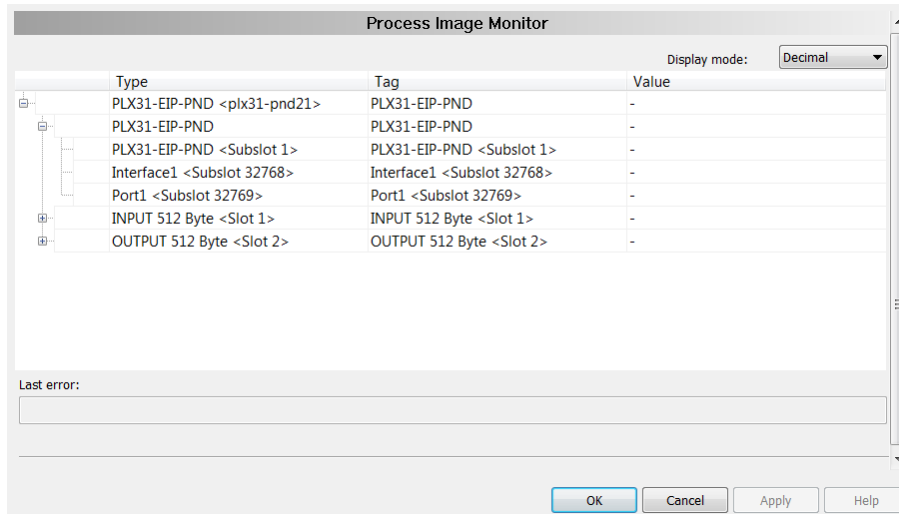 Process Image Monitor
Display mode: Decimal
Type Tag Value
PLX31-EIP-PND <plx31-pnd21> PLX31-EIP-PND -
PLX31-EIP-PND PLX31-EIP-PND -
PLX31-EIP-PND <Subslot 1> PLX31-EIP-PND <Subslot 1> -
Interface1 <Subslot 32768> Interface1 <Subslot 32768> -
Port1 <Subslot 32769> Port1 <Subslot 32769> -
INPUT 512 Byte <Slot 1> INPUT 512 Byte <Slot 1> -
OUTPUT 512 Byte <Slot 2> OUTPUT 512 Byte <Slot 2> -
Last error:
OK Cancel Apply Help